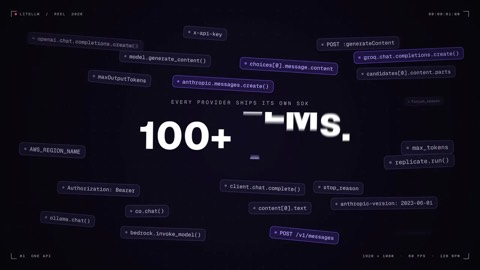 LITELLM / REEL 2026
00:00:01:00
x-api-key
openai.chat.completions.create()
POST :generateContent
model.generate_content()
groq.chat.completions.create()
choices[0].message.content
candidates[0].content.parts
maxOutputTokens
anthropic.messages.create()
EVERY PROVIDER SHIPS ITS OWN SDK
100+
AWS_REGION_NAME
max_tokens
replicate.run()
Authorization: Bearer
client.chat.complete()
stop_reason
anthropic-version: 2023-06-01
co.chat()
content[0].text
ollama.chat()
bedrock.invoke_model()
POST /v1/messages
01 ONE API
1920 × 1080 · 60 FPS · 120 BPM